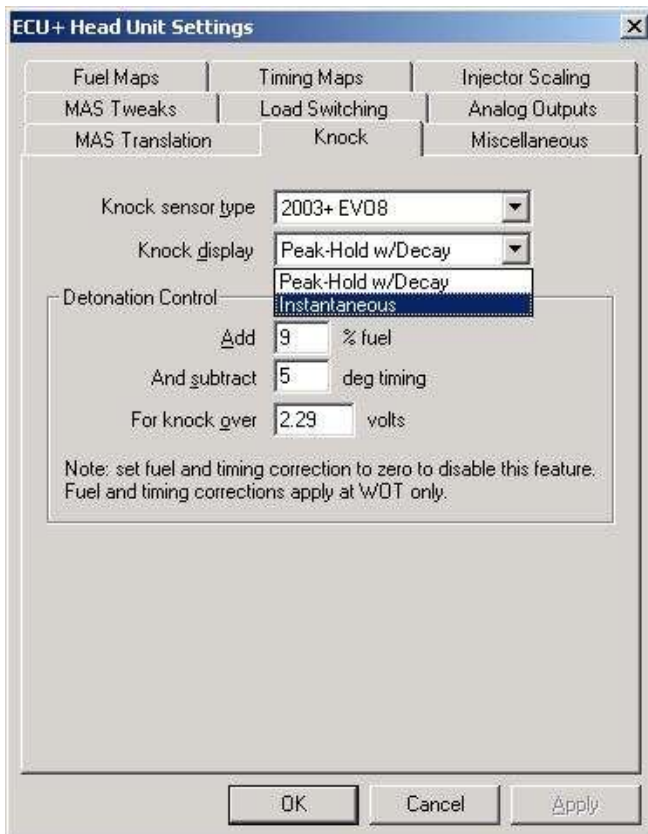 ECU+ Head Unit Settings
Fuel Maps Timing Maps Injector Scaling
MAS Tweaks Load Switching Analog Outputs
MAS Translation Knock Miscellaneous
Knock sensor type 2003+ EVO8
Knock display Peak-Hold w/Decay
Peak-Hold w/Decay
Instantaneous
Detonation Control
Add 9 % fuel
And subtract 5 deg timing
For knock over 2.29 volts
Note: set fuel and timing correction to zero to disable this feature.
Fuel and timing corrections apply at WOT only.
OK Cancel Apply